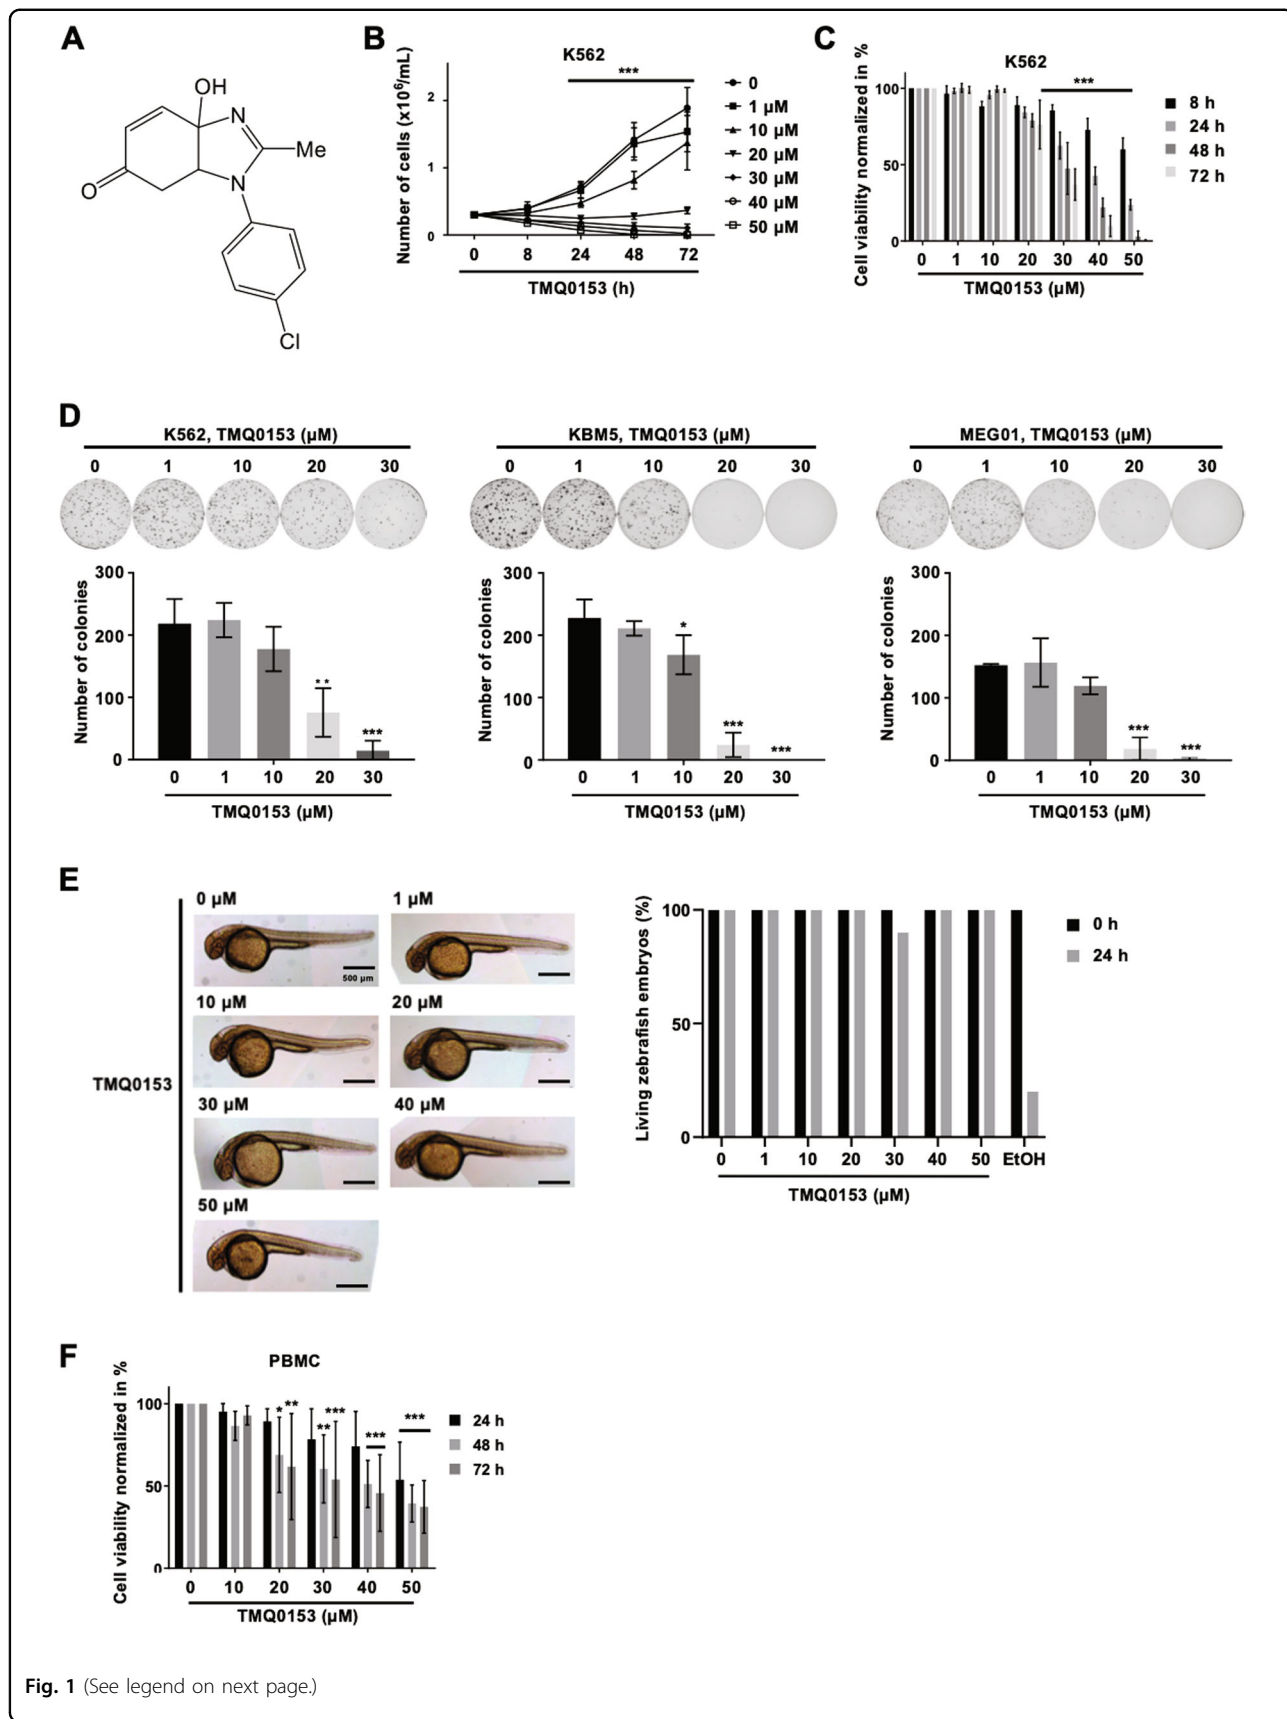 A
OH
N
Me
N
O
Cl
B
K562
***
Number of cells (x10⁶/mL)
2
1
0
0 8 24 48 72
TMQ0153 (h)
0
1 µM
10 µM
20 µM
30 µM
40 µM
50 µM
C
K562
***
Cell viability normalized in %
100
50
0
0 1 10 20 30 40 50
TMQ0153 (µM)
8 h
24 h
48 h
72 h
D
K562, TMQ0153 (µM)
0 1 10 20 30
Number of colonies
300
200
100
0
**
***
0 1 10 20 30
TMQ0153 (µM)
KBM5, TMQ0153 (µM)
0 1 10 20 30
Number of colonies
300
200
100
0
*
***
***
0 1 10 20 30
TMQ0153 (µM)
MEG01, TMQ0153 (µM)
0 1 10 20 30
Number of colonies
300
200
100
0
***
***
0 1 10 20 30
TMQ0153 (µM)
E
TMQ0153
0 µM
1 µM
500 µm
10 µM
20 µM
30 µM
40 µM
50 µM
Living zebrafish embryos (%)
100
50
0
0 1 10 20 30 40 50 EtOH
TMQ0153 (µM)
0 h
24 h
F
PBMC
Cell viability normalized in %
100
50
0
* **
** ***
***
***
0 10 20 30 40 50
TMQ0153 (µM)
24 h
48 h
72 h
Fig. 1 (See legend on next page.)